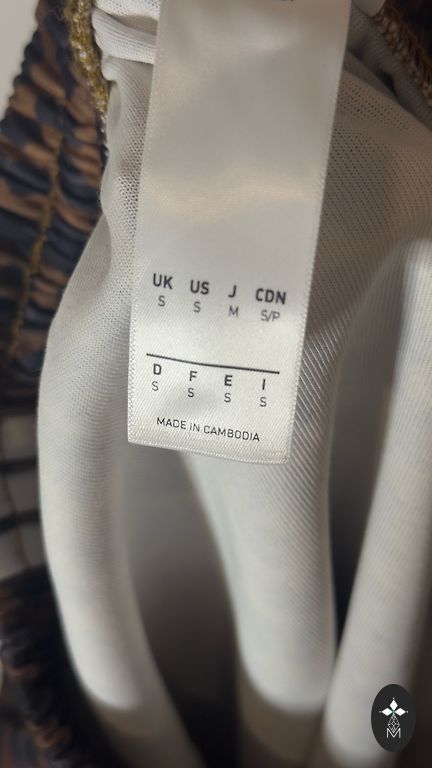 UK US J CDN
S S M S/P
D F E I
S S S S
MADE IN CAMBODIA
M